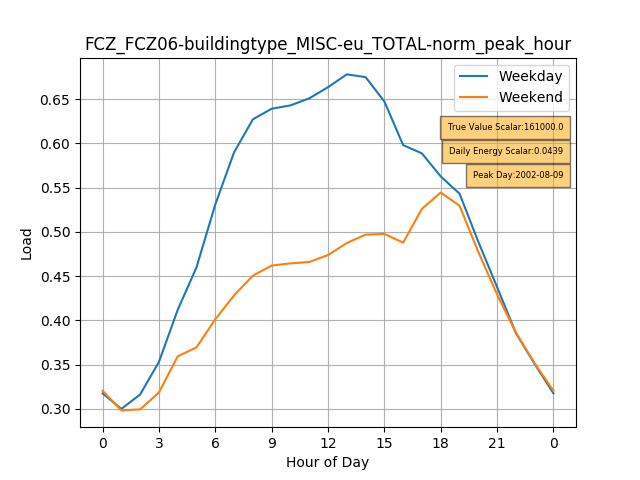 FCZ_FCZ06-buildingtype_MISC-eu_TOTAL-norm_peak_hour
Weekday
Weekend
True Value Scalar:161000.0
Daily Energy Scalar:0.0439
Peak Day:2002-08-09
Load
0.65
0.60
0.55
0.50
0.45
0.40
0.35
0.30
0 3 6 9 12 15 18 21 0
Hour of Day